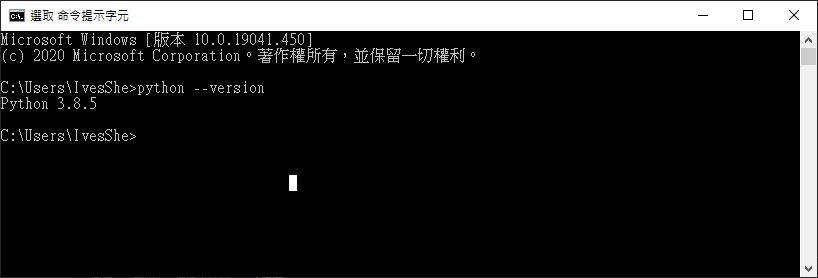 選取 命令提示字元
Microsoft Windows [版本 10.0.19041.450]
(c) 2020 Microsoft Corporation。著作權所有，並保留一切權利。
C:\Users\IvesShe>python --version
Python 3.8.5
C:\Users\IvesShe>